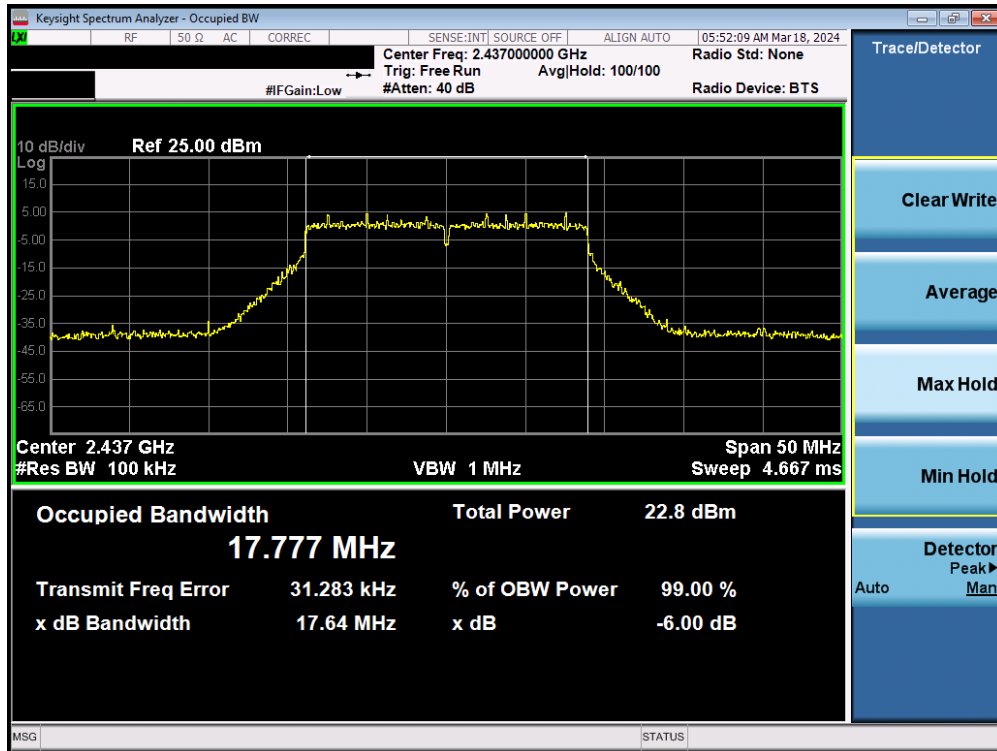 Keysight Spectrum Analyzer - Occupied BW
LXI RF 50 Ω AC CORREC SENSE:INT SOURCE OFF ALIGN AUTO 05:52:09 AM Mar 18, 2024
Center Freq: 2.437000000 GHz Radio Std: None
Trig: Free Run Avg|Hold: 100/100
#IFGain:Low #Atten: 40 dB Radio Device: BTS
10 dB/div Ref 25.00 dBm
Log
15.0
5.00
-5.00
-15.0
-25.0
-35.0
-45.0
-55.0
-65.0
Center 2.437 GHz Span 50 MHz
#Res BW 100 kHz VBW 1 MHz Sweep 4.667 ms
Occupied Bandwidth Total Power 22.8 dBm
17.777 MHz
Transmit Freq Error 31.283 kHz % of OBW Power 99.00 %
x dB Bandwidth 17.64 MHz x dB -6.00 dB
MSG STATUS
Trace/Detector
Clear Write
Average
Max Hold
Min Hold
Detector
Peak▶
Auto Man